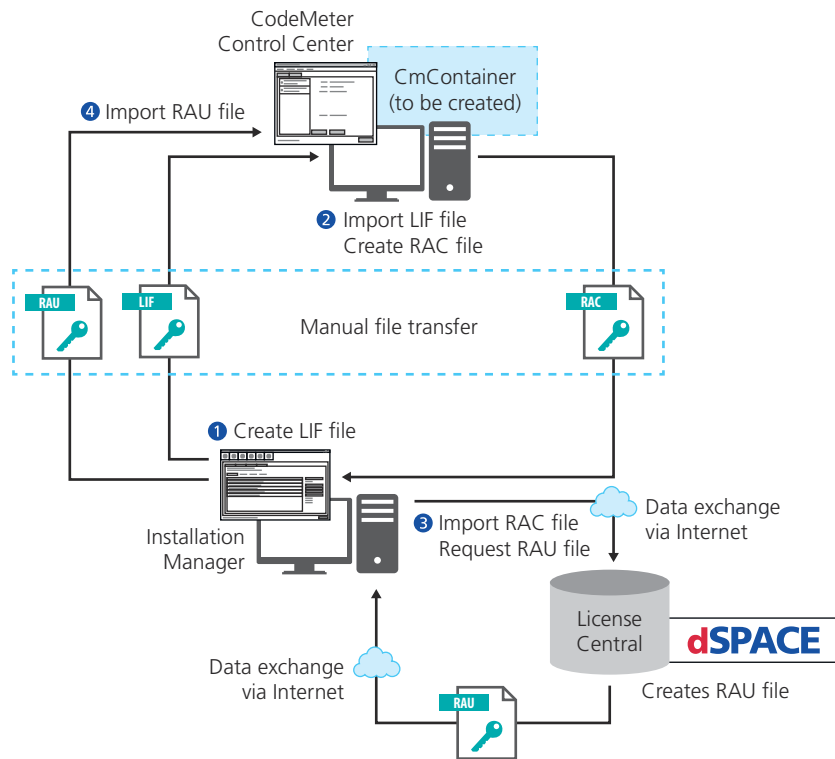 CodeMeter
Control Center
CmContainer
(to be created)
4 Import RAU file
2 Import LIF file
Create RAC file
RAU
LIF
Manual file transfer
RAC
1 Create LIF file
Installation
Manager
3 Import RAC file
Request RAU file
Data exchange
via Internet
License
Central
dSPACE
Creates RAU file
Data exchange
via Internet
RAU